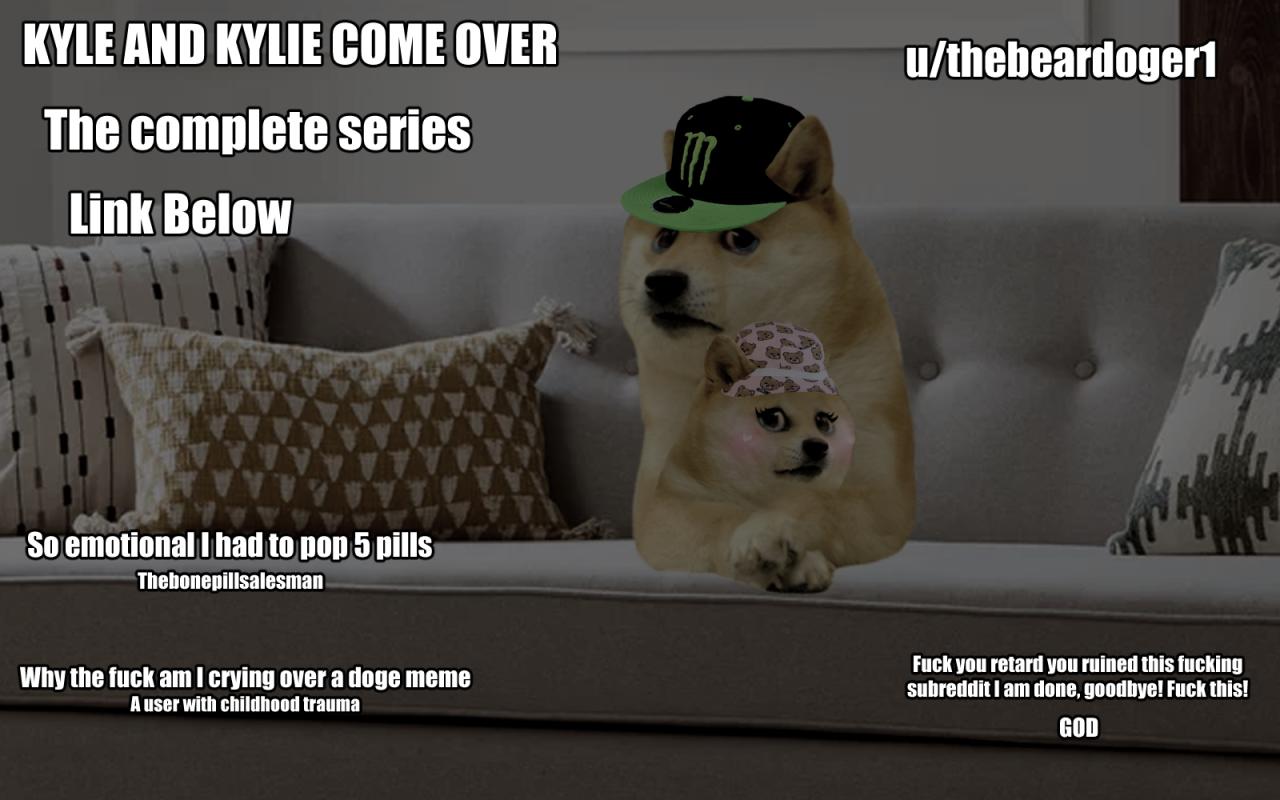 KYLE AND KYLIE COME OVER
u/thebeardoger1
The complete series
Link Below
So emotional I had to pop 5 pills
Thebonepillsalesman
Why the fuck am I crying over a doge meme
A user with childhood trauma
Fuck you retard you ruined this fucking
subreddit I am done, goodbye! Fuck this!
GOD